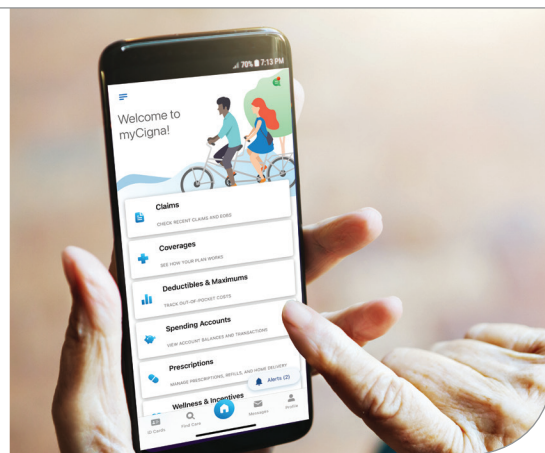 70% 7:13 PM
Welcome to
myCigna!
Claims
CHECK RECENT CLAIMS AND EOBS
Coverages
SEE HOW YOUR PLAN WORKS
Deductibles & Maximums
TRACK OUT-OF-POCKET COSTS
Spending Accounts
VIEW ACCOUNT BALANCES AND TRANSACTIONS
Prescriptions
MANAGE PRESCRIPTIONS, REFILLS, AND HOME DELIVERY
Alerts (2)
Wellness & Incentives
ID Cards
Find Care
Messages
Profile